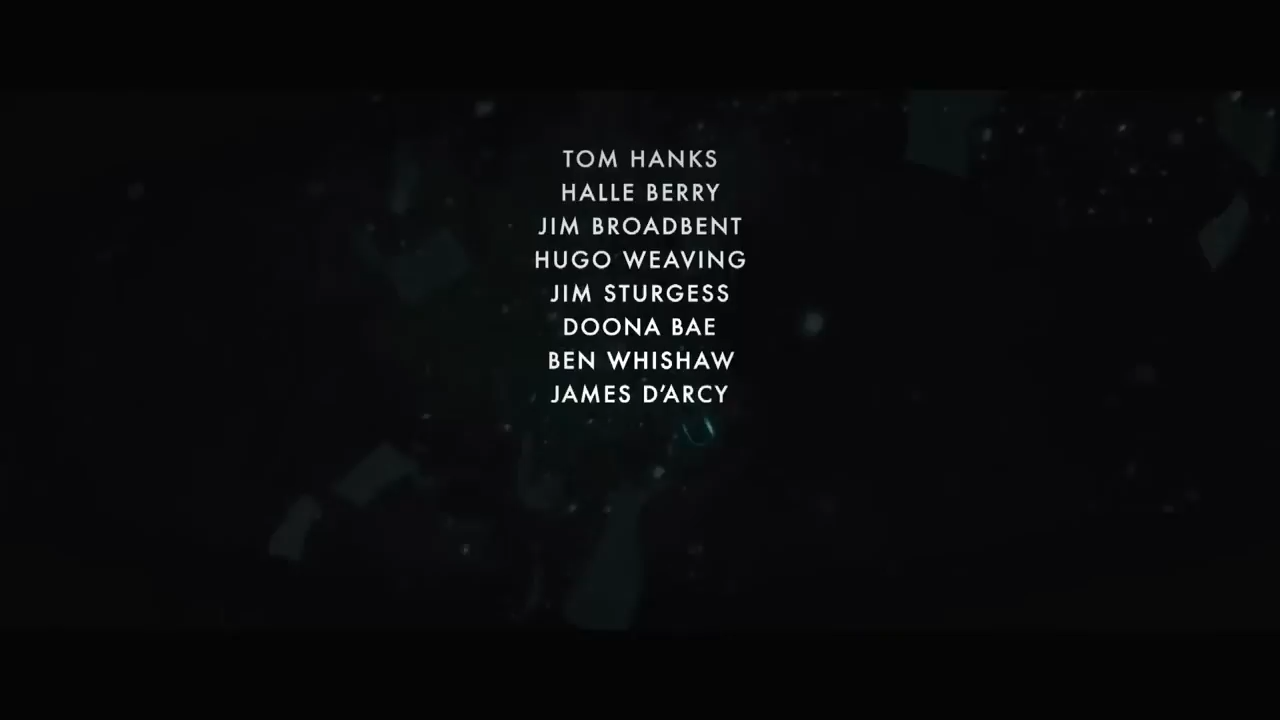 TOM HANKS
HALLE BERRY
JIM BROADBENT
HUGO WEAVING
JIM STURGESS
DOONA BAE
BEN WHISHAW
JAMES D’ARCY